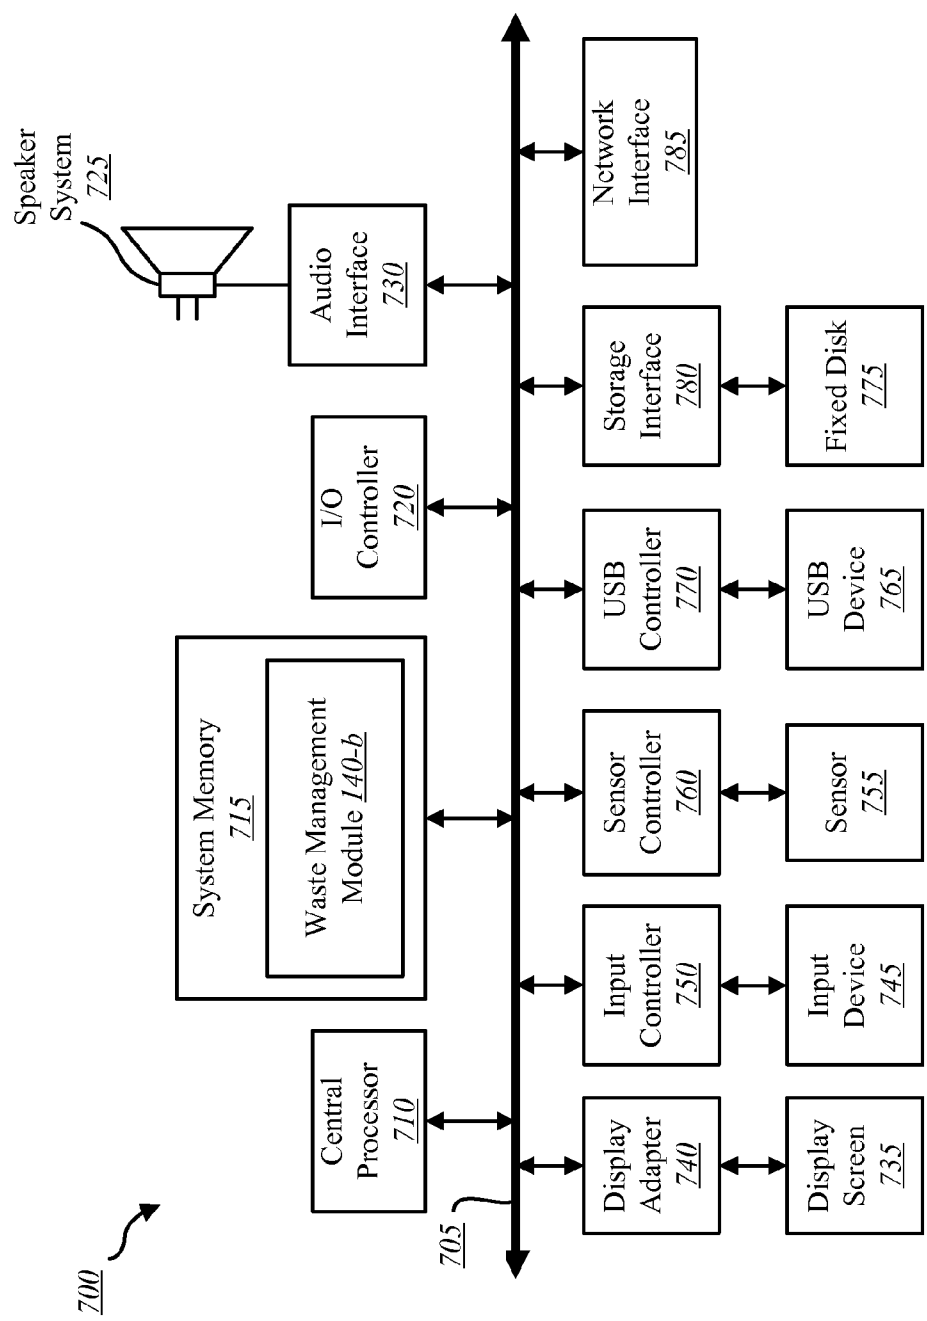 700
705
Central
Processor
710
System Memory
715
Waste Management
Module 140-b
I/O
Controller
720
Audio
Interface
730
Speaker
System
725
Display
Adapter
740
Input
Controller
750
Sensor
Controller
760
USB
Controller
770
Storage
Interface
780
Network
Interface
785
Display
Screen
735
Input
Device
745
Sensor
755
USB
Device
765
Fixed Disk
775